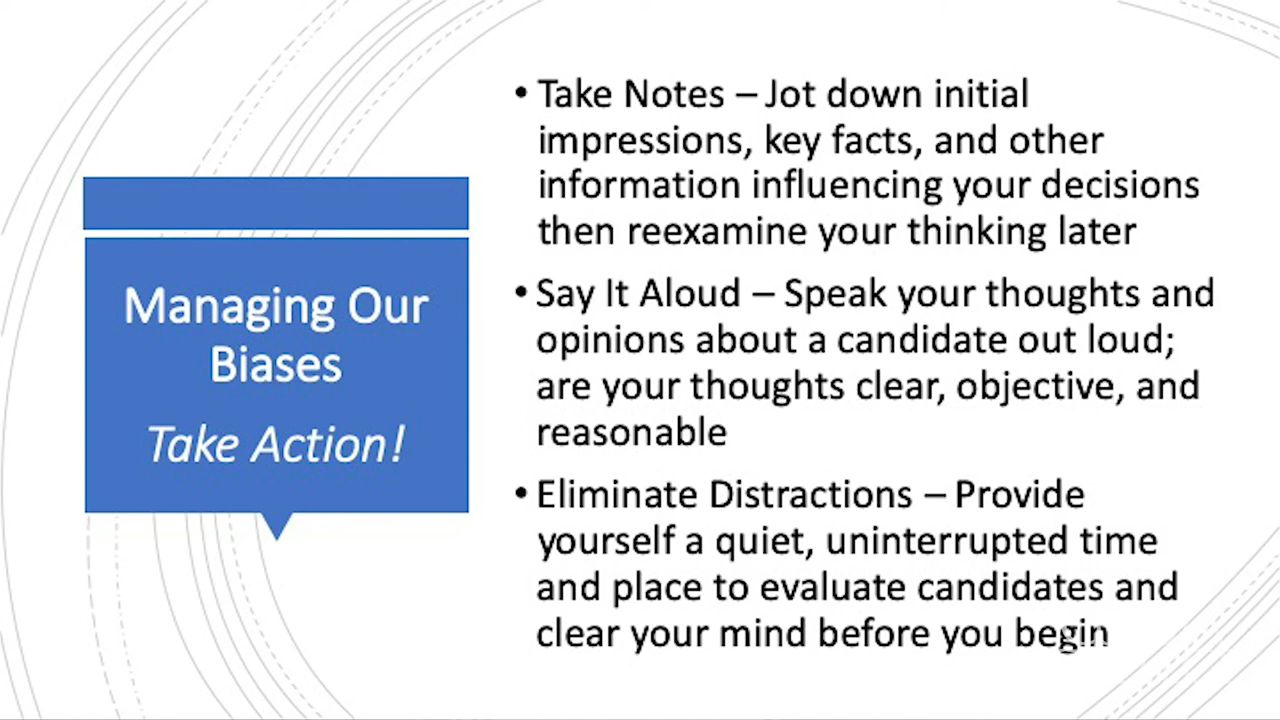 Managing Our
Biases
Take Action!
• Take Notes – Jot down initial
impressions, key facts, and other
information influencing your decisions
then reexamine your thinking later
• Say It Aloud – Speak your thoughts and
opinions about a candidate out loud;
are your thoughts clear, objective, and
reasonable
• Eliminate Distractions – Provide
yourself a quiet, uninterrupted time
and place to evaluate candidates and
clear your mind before you begin